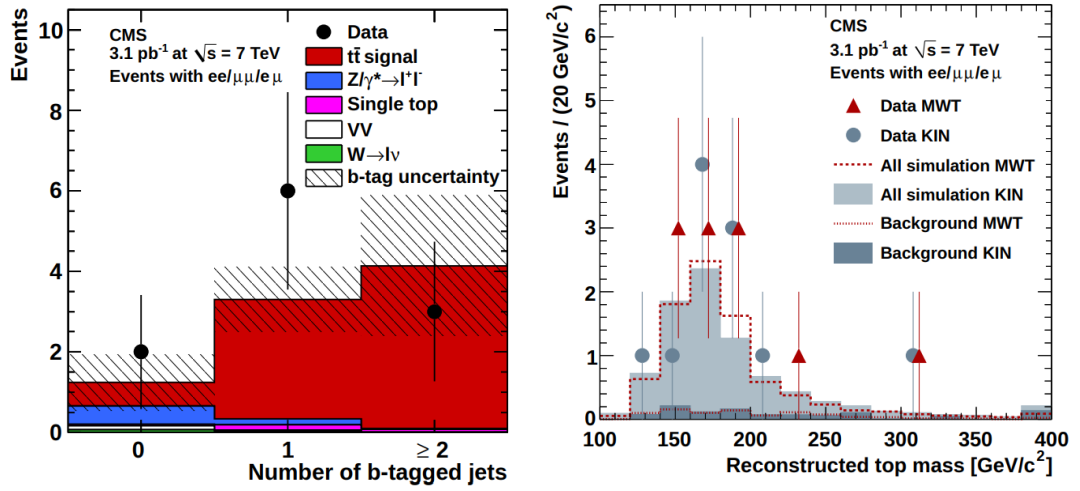 Events
10
8
6
4
2
0
CMS
3.1 pb⁻¹ at √s = 7 TeV
Events with ee/μμ/e μ
Data
tt̄ signal
Z/γ*→l⁺l⁻
Single top
VV
W→lν
b-tag uncertainty
0
1
≥ 2
Number of b-tagged jets
Events / (20 GeV/c²)
6
5
4
3
2
1
0
CMS
3.1 pb⁻¹ at √s = 7 TeV
Events with ee/μμ/e μ
Data MWT
Data KIN
All simulation MWT
All simulation KIN
Background MWT
Background KIN
100
150
200
250
300
350
400
Reconstructed top mass [GeV/c²]